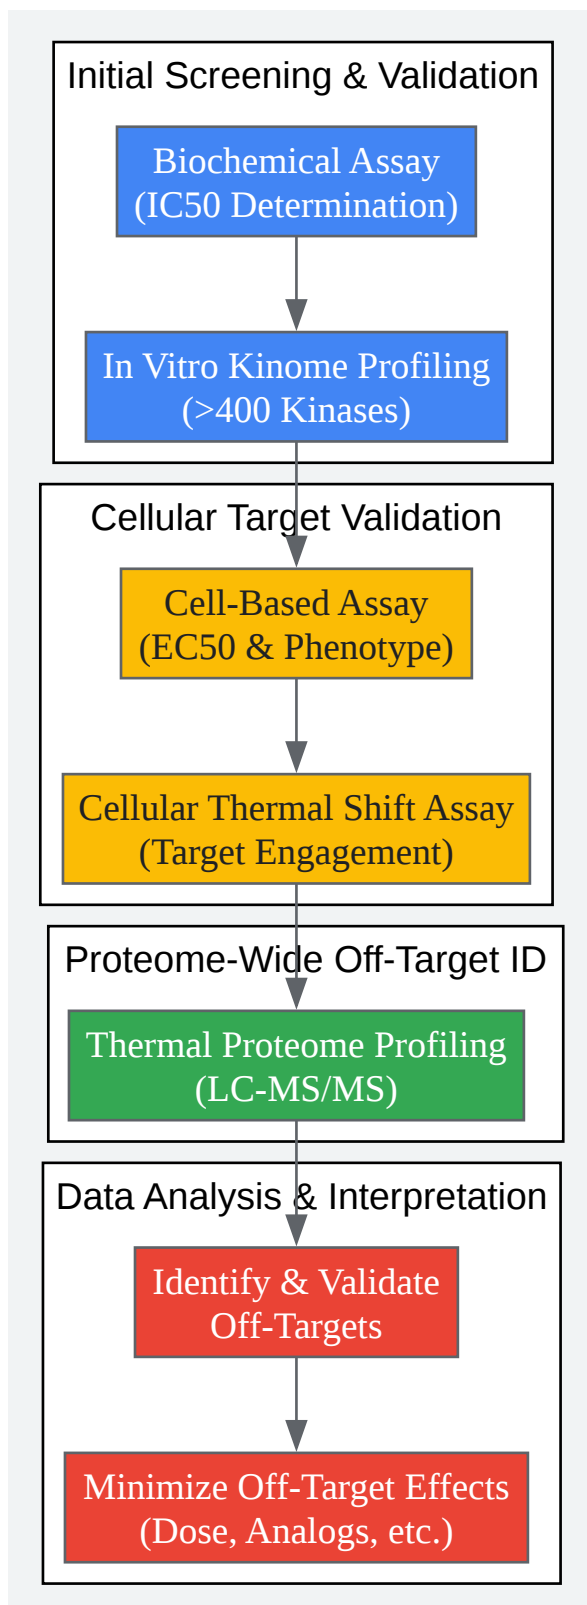 Initial Screening & Validation
Biochemical Assay
(IC50 Determination)
In Vitro Kinome Profiling
(>400 Kinases)
Cellular Target Validation
Cell-Based Assay
(EC50 & Phenotype)
Cellular Thermal Shift Assay
(Target Engagement)
Proteome-Wide Off-Target ID
Thermal Proteome Profiling
(LC-MS/MS)
Data Analysis & Interpretation
Identify & Validate
Off-Targets
Minimize Off-Target Effects
(Dose, Analogs, etc.)